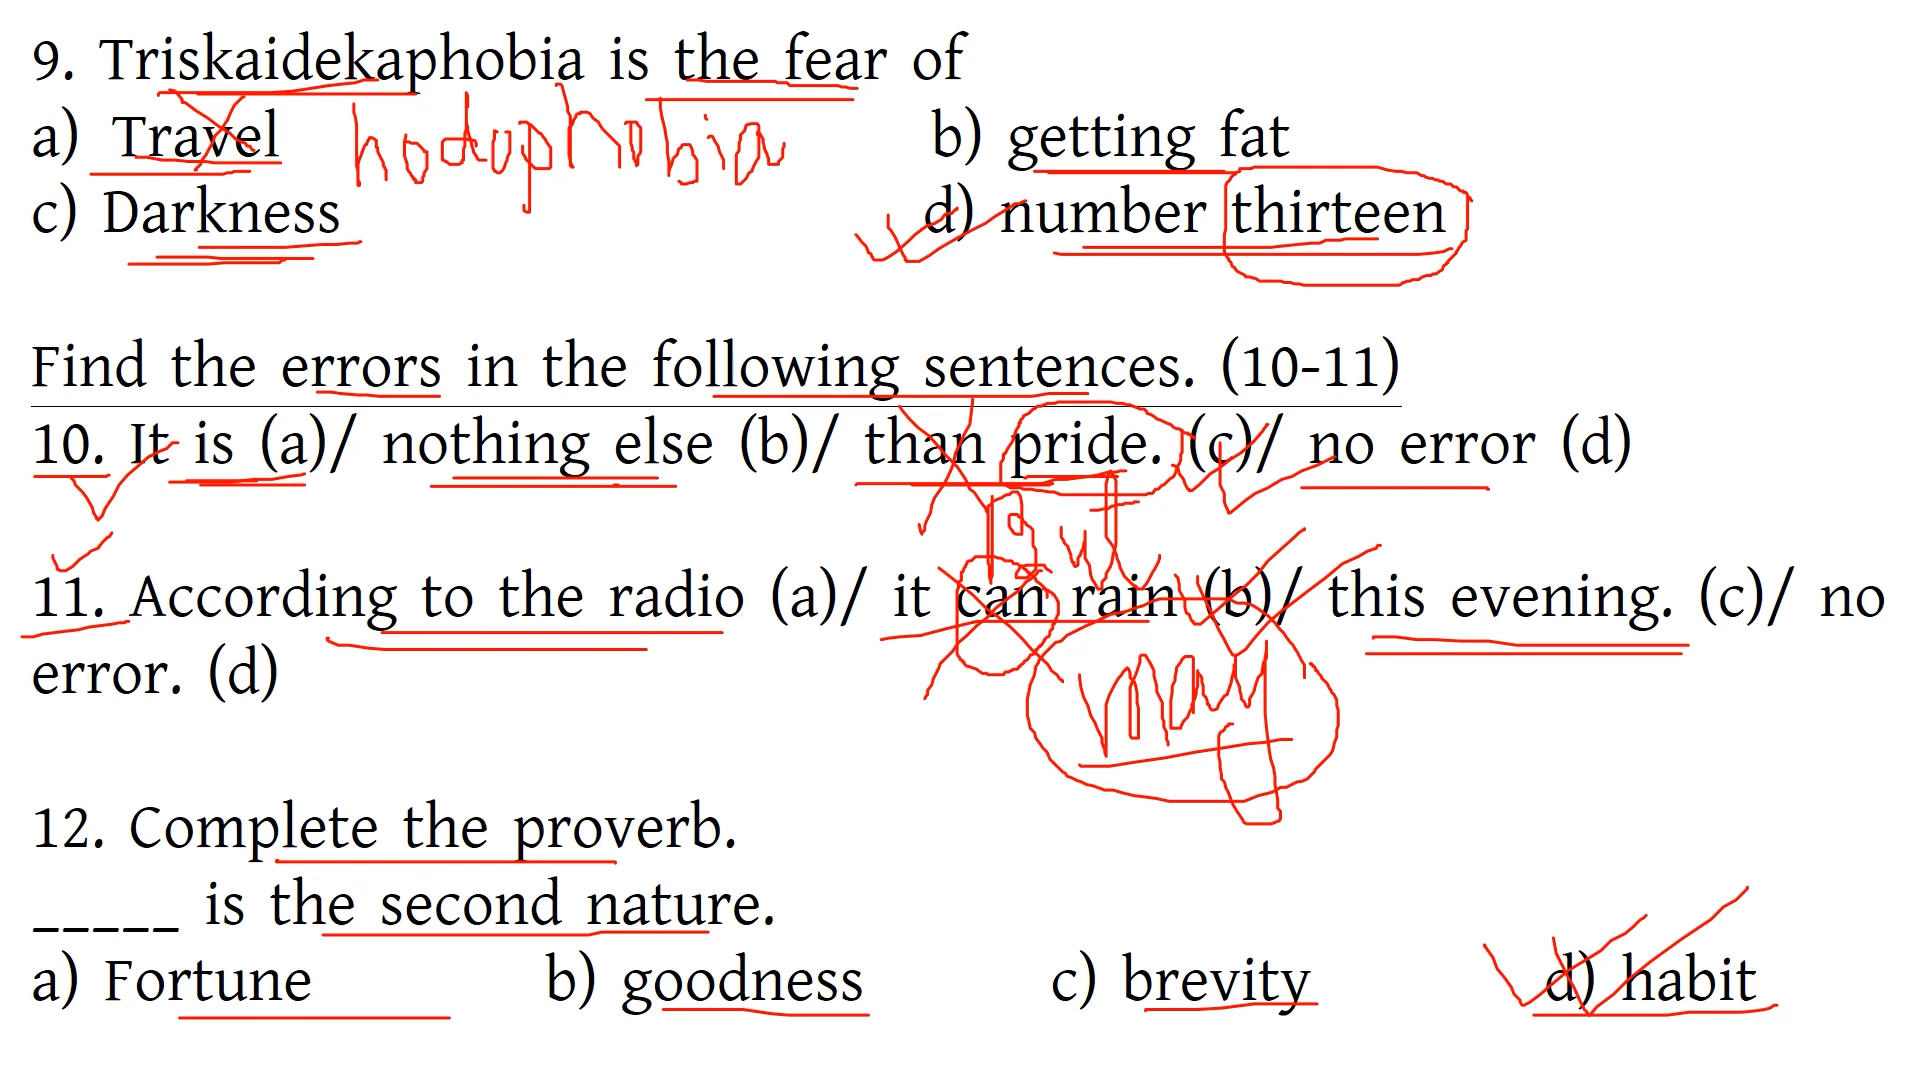 9. Triskaidekaphobia is the fear of
a) Travel hodophobia b) getting fat
c) Darkness d) number thirteen
Find the errors in the following sentences. (10-11)
10. It is (a)/ nothing else (b)/ than pride. (c)/ no error (d)
But
11. According to the radio (a)/ it can rain (b)/ this evening. (c)/ no
error. (d)
may
12. Complete the proverb.
_____ is the second nature.
a) Fortune b) goodness c) brevity d) habit